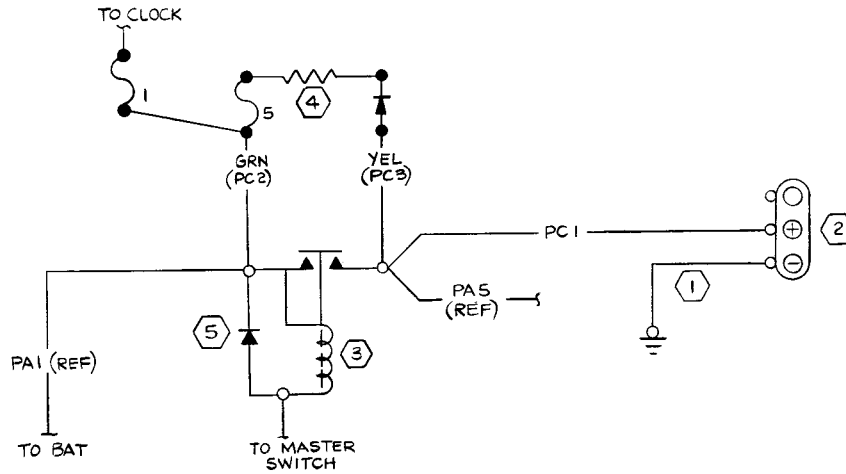 TO CLOCK
1
5
4
GRN
(PC2)
YEL
(PC3)
PC1
+
2
−
1
PA5
(REF)
5
3
PA1 (REF)
TO BAT
TO MASTER
SWITCH